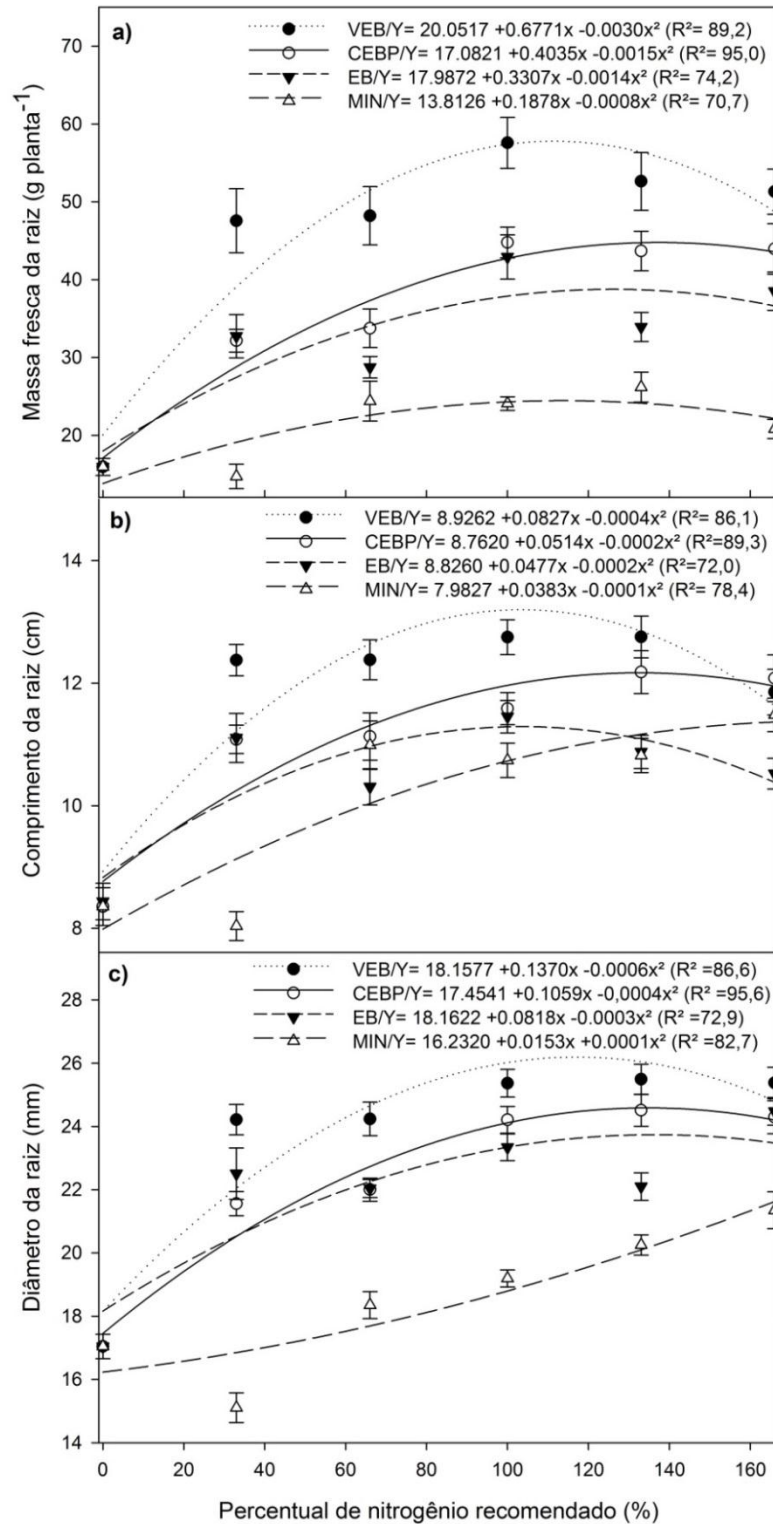 a)
VEB/Y= 20.0517 +0.6771x -0.0030x² (R²= 89,2)
CEBP/Y= 17.0821 +0.4035x -0.0015x² (R²= 95,0)
EB/Y= 17.9872 +0.3307x -0.0014x² (R²= 74,2)
MIN/Y= 13.8126 +0.1878x -0.0008x² (R²= 70,7)
70
60
50
40
30
20
Massa fresca da raiz (g planta⁻¹)
b)
VEB/Y= 8.9262 +0.0827x -0.0004x² (R²= 86,1)
CEBP/Y= 8.7620 +0.0514x -0.0002x² (R²=89,3)
EB/Y= 8.8260 +0.0477x -0.0002x² (R²=72,0)
MIN/Y= 7.9827 +0.0383x -0.0001x² (R²= 78,4)
14
12
10
8
Comprimento da raiz (cm)
c)
VEB/Y= 18.1577 +0.1370x -0.0006x² (R² =86,6)
CEBP/Y= 17.4541 +0.1059x -0,0004x² (R² =95,6)
EB/Y= 18.1622 +0.0818x -0.0003x² (R² =72,9)
MIN/Y= 16.2320 +0.0153x +0.0001x² (R² =82,7)
28
26
24
22
20
18
16
14
Diâmetro da raiz (mm)
0 20 40 60 80 100 120 140 160
Percentual de nitrogênio recomendado (%)